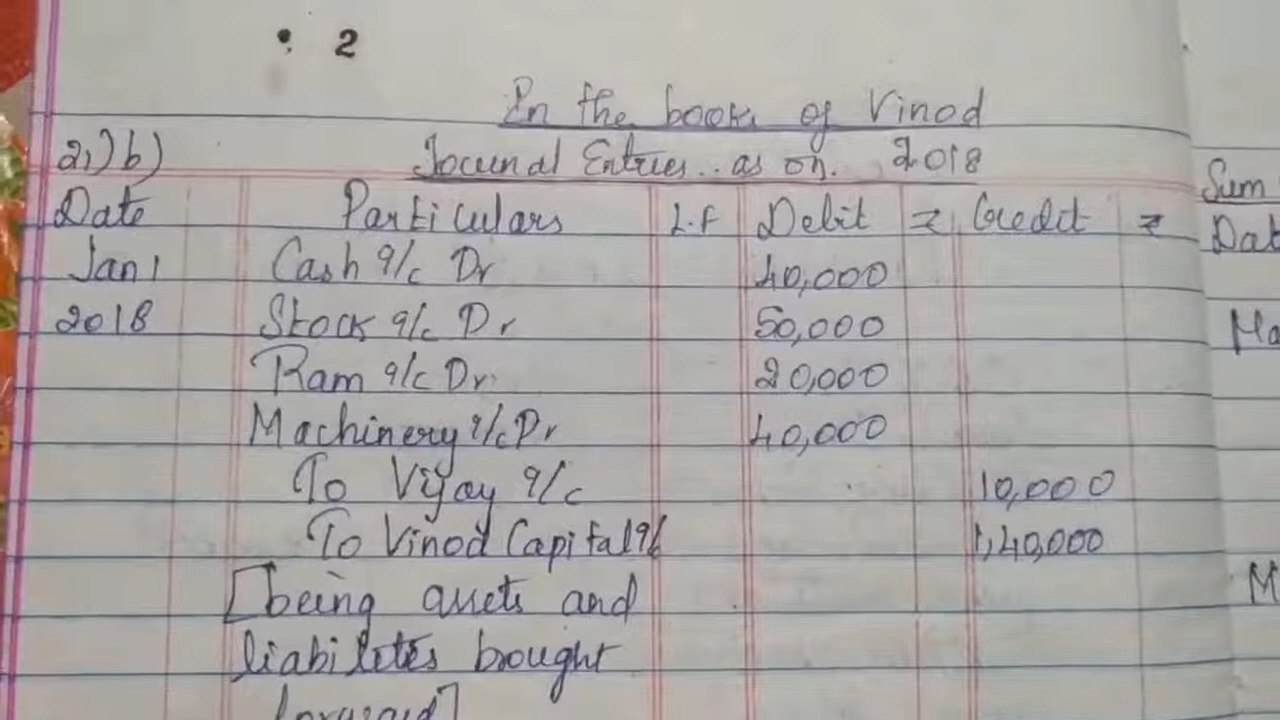 2
In the book of Vinod
2,)b) Journal Entries.. as on. 2018
Date Particulars L.F Debit ₹ Credit ₹
Jan 1 Cash a/c Dr 40,000
2018 Stock a/c Dr 50,000
Ram a/c Dr. 20,000
Machinery a/c Dr 40,000
To Vijay a/c 10,000
To Vinod Capital a/c 1,40,000
[being assets and
liabilities brought
forward]
Sum
Dat
Ma
M